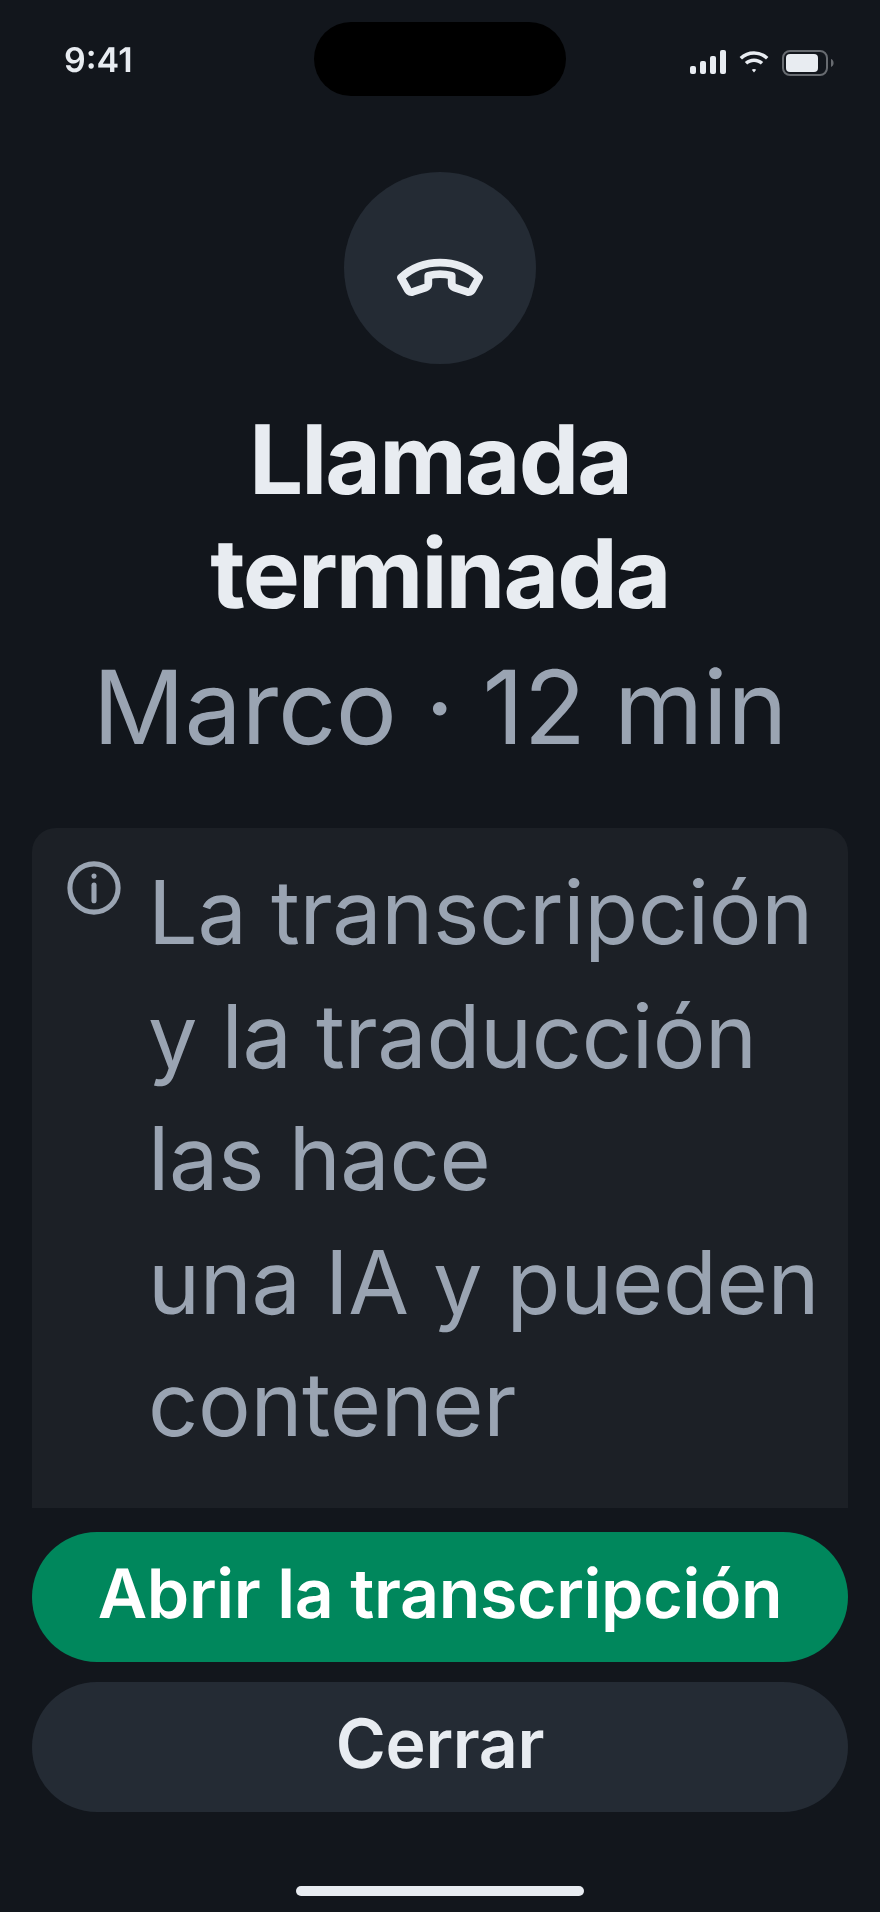 9:41
Llamada
terminada
Marco · 12 min
La transcripción
y la traducción
las hace
una IA y pueden
contener
Abrir la transcripción
Cerrar